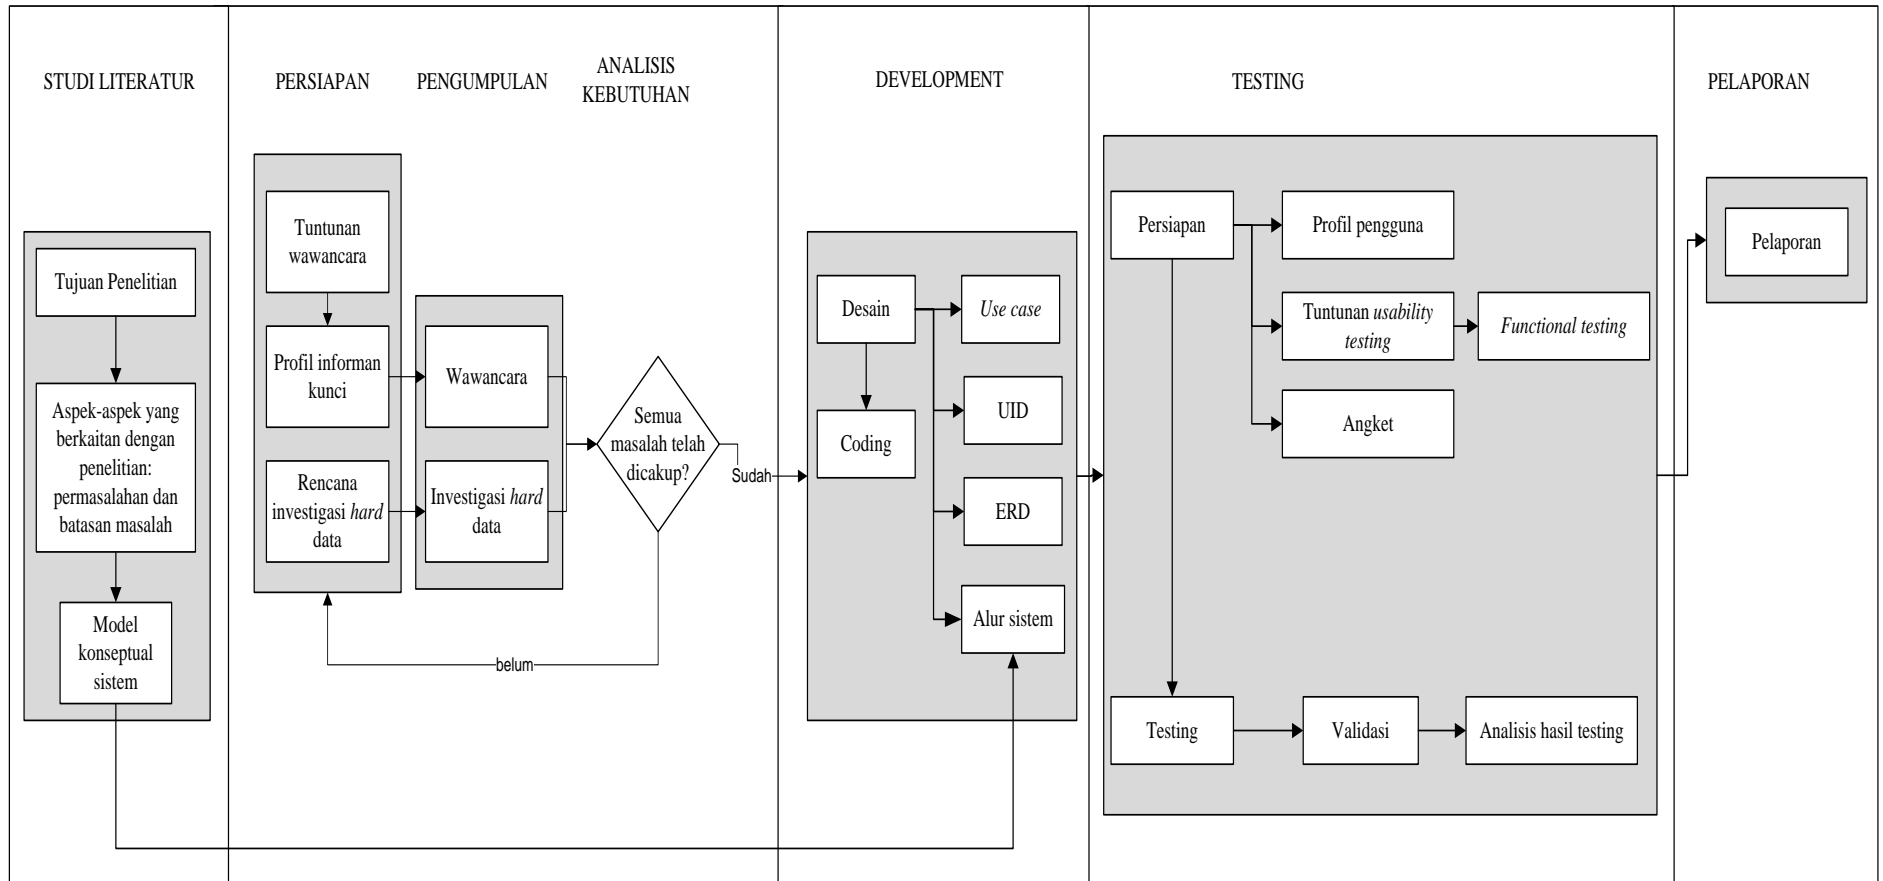 STUDI LITERATUR
PERSIAPAN
PENGUMPULAN
ANALISIS
KEBUTUHAN
DEVELOPMENT
TESTING
PELAPORAN
Tujuan Penelitian
Aspek-aspek yang
berkaitan dengan
penelitian:
permasalahan dan
batasan masalah
Model
konseptual
sistem
Tuntunan
wawancara
Profil informan
kunci
Rencana
investigasi hard
data
Wawancara
Investigasi hard
data
Semua
masalah telah
dicakup?
Sudah
belum
Desain
Coding
Use case
UID
ERD
Alur sistem
Persiapan
Profil pengguna
Tuntunan usability
testing
Functional testing
Angket
Testing
Validasi
Analisis hasil testing
Pelaporan